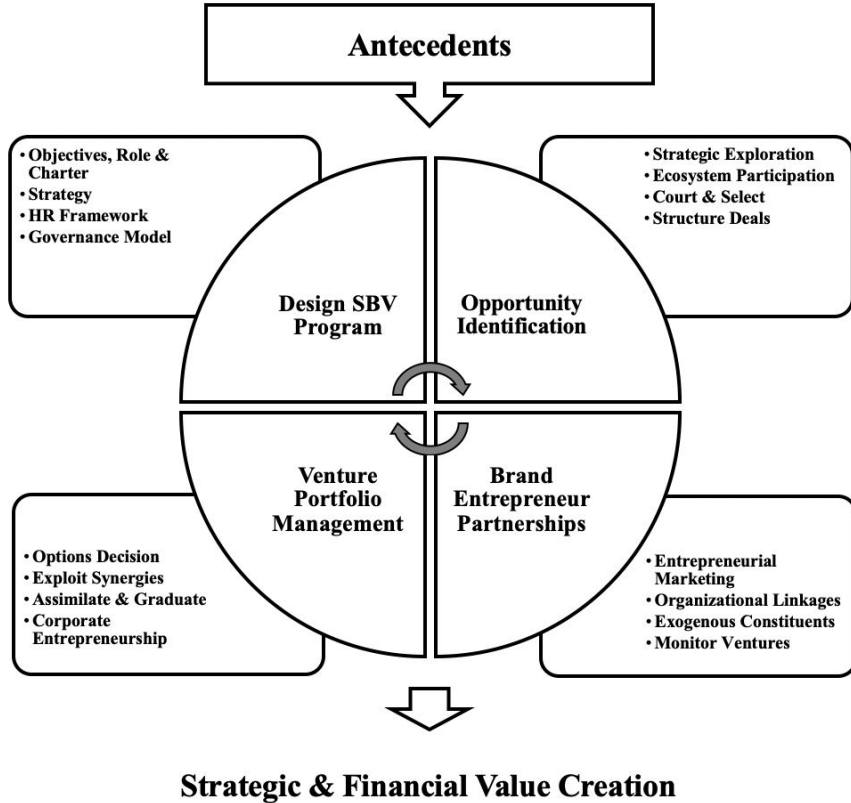 Antecedents
• Objectives, Role &
Charter
• Strategy
• HR Framework
• Governance Model
• Strategic Exploration
• Ecosystem Participation
• Court & Select
• Structure Deals
Design SBV
Program
Opportunity
Identification
Venture
Portfolio
Management
Brand
Entrepreneur
Partnerships
• Options Decision
• Exploit Synergies
• Assimilate & Graduate
• Corporate
Entrepreneurship
• Entrepreneurial
Marketing
• Organizational Linkages
• Exogenous Constituents
• Monitor Ventures
Strategic & Financial Value Creation